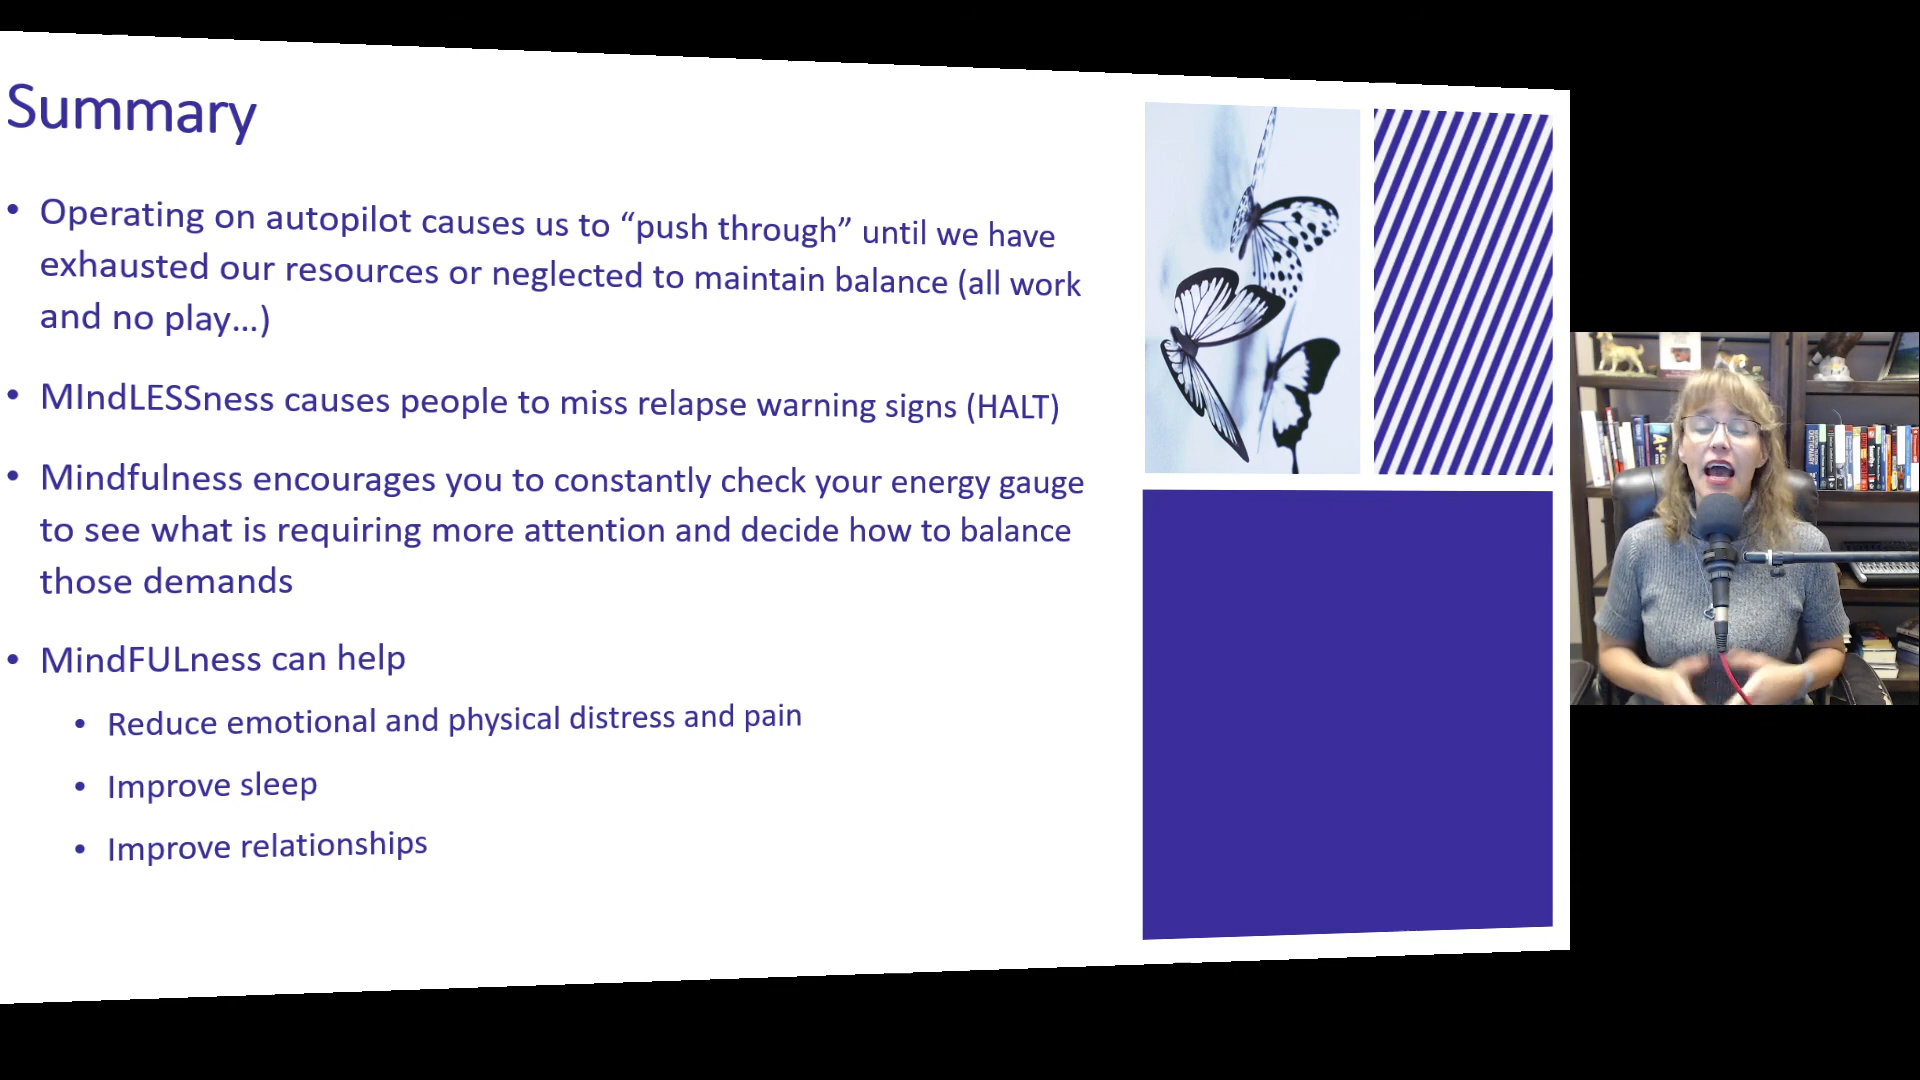 Summary
• Operating on autopilot causes us to “push through” until we have
exhausted our resources or neglected to maintain balance (all work
and no play…)
• MIndLESSness causes people to miss relapse warning signs (HALT)
• Mindfulness encourages you to constantly check your energy gauge
to see what is requiring more attention and decide how to balance
those demands
• MindFULness can help
• Reduce emotional and physical distress and pain
• Improve sleep
• Improve relationships
A+
DICTIONARY